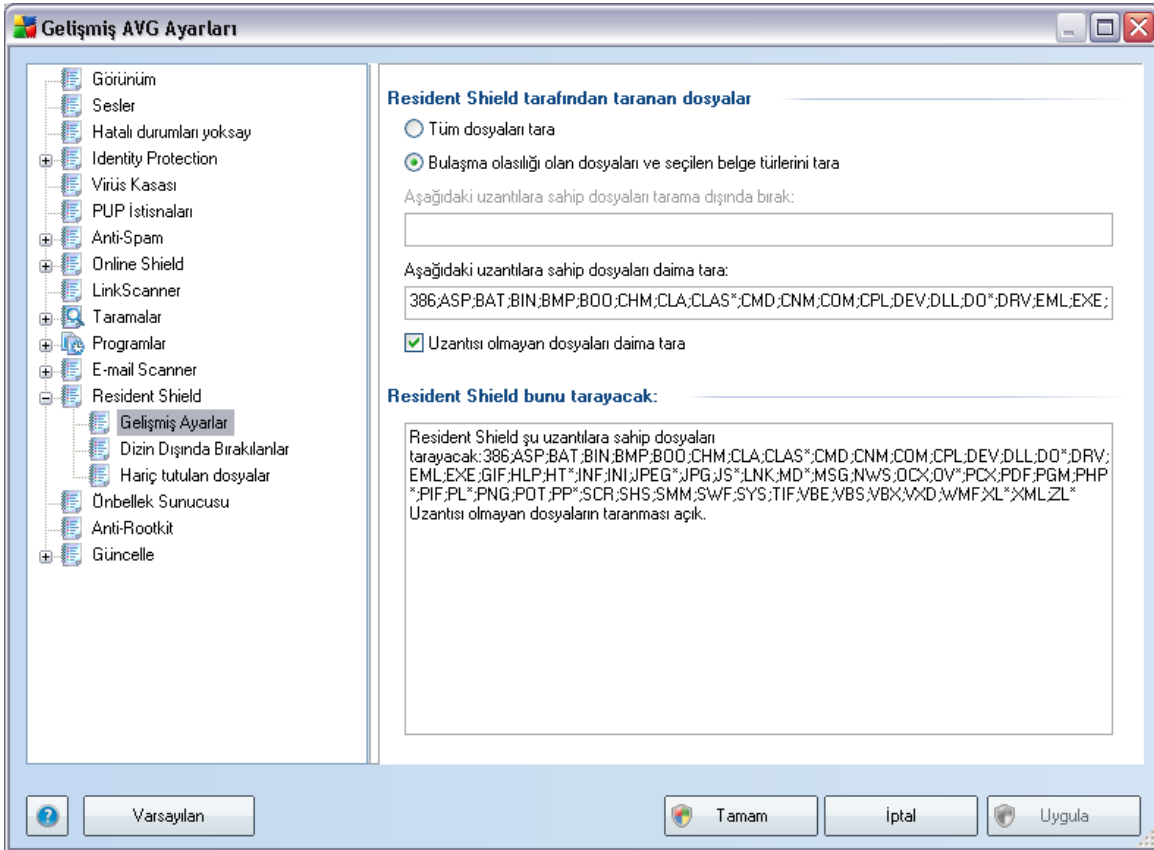 Gelişmiş AVG Ayarları
Görünüm
Sesler
Hatalı durumları yoksay
Identity Protection
Virüs Kasası
PUP İstisnaları
Anti-Spam
Online Shield
LinkScanner
Taramalar
Programlar
E-mail Scanner
Resident Shield
Gelişmiş Ayarlar
Dizin Dışında Bırakılanlar
Hariç tutulan dosyalar
Önbellek Sunucusu
Anti-Rootkit
Güncelle
Resident Shield tarafından taranan dosyalar
Tüm dosyaları tara
Bulaşma olasılığı olan dosyaları ve seçilen belge türlerini tara
Aşağıdaki uzantılara sahip dosyaları tarama dışında bırak:
Aşağıdaki uzantılara sahip dosyaları daima tara:
386;ASP;BAT;BIN;BMP;BOO;CHM;CLA;CLAS*;CMD;CNM;COM;CPL;DEV;DLL;DO*;DRV;EML;EXE;
Uzantısı olmayan dosyaları daima tara
Resident Shield bunu tarayacak:
Resident Shield şu uzantılara sahip dosyaları
tarayacak:386;ASP;BAT;BIN;BMP;BOO;CHM;CLA;CLAS*;CMD;CNM;COM;CPL;DEV;DLL;DO*;DRV;
EML;EXE;GIF;HLP;HT*;INF;INI;JPEG*;JPG;JS*;LNK;MD*;MSG;NWS;OCX;OV*;PCX;PDF;PGM;PHP
*;PIF;PL*;PNG;POT;PP*;SCR;SHS;SMM;SWF;SYS;TIF;VBE;VBS;VBX;VXD;WMF;XL*;XML;ZL*
Uzantısı olmayan dosyaların taranması açık.
Varsayılan
Tamam
İptal
Uygula